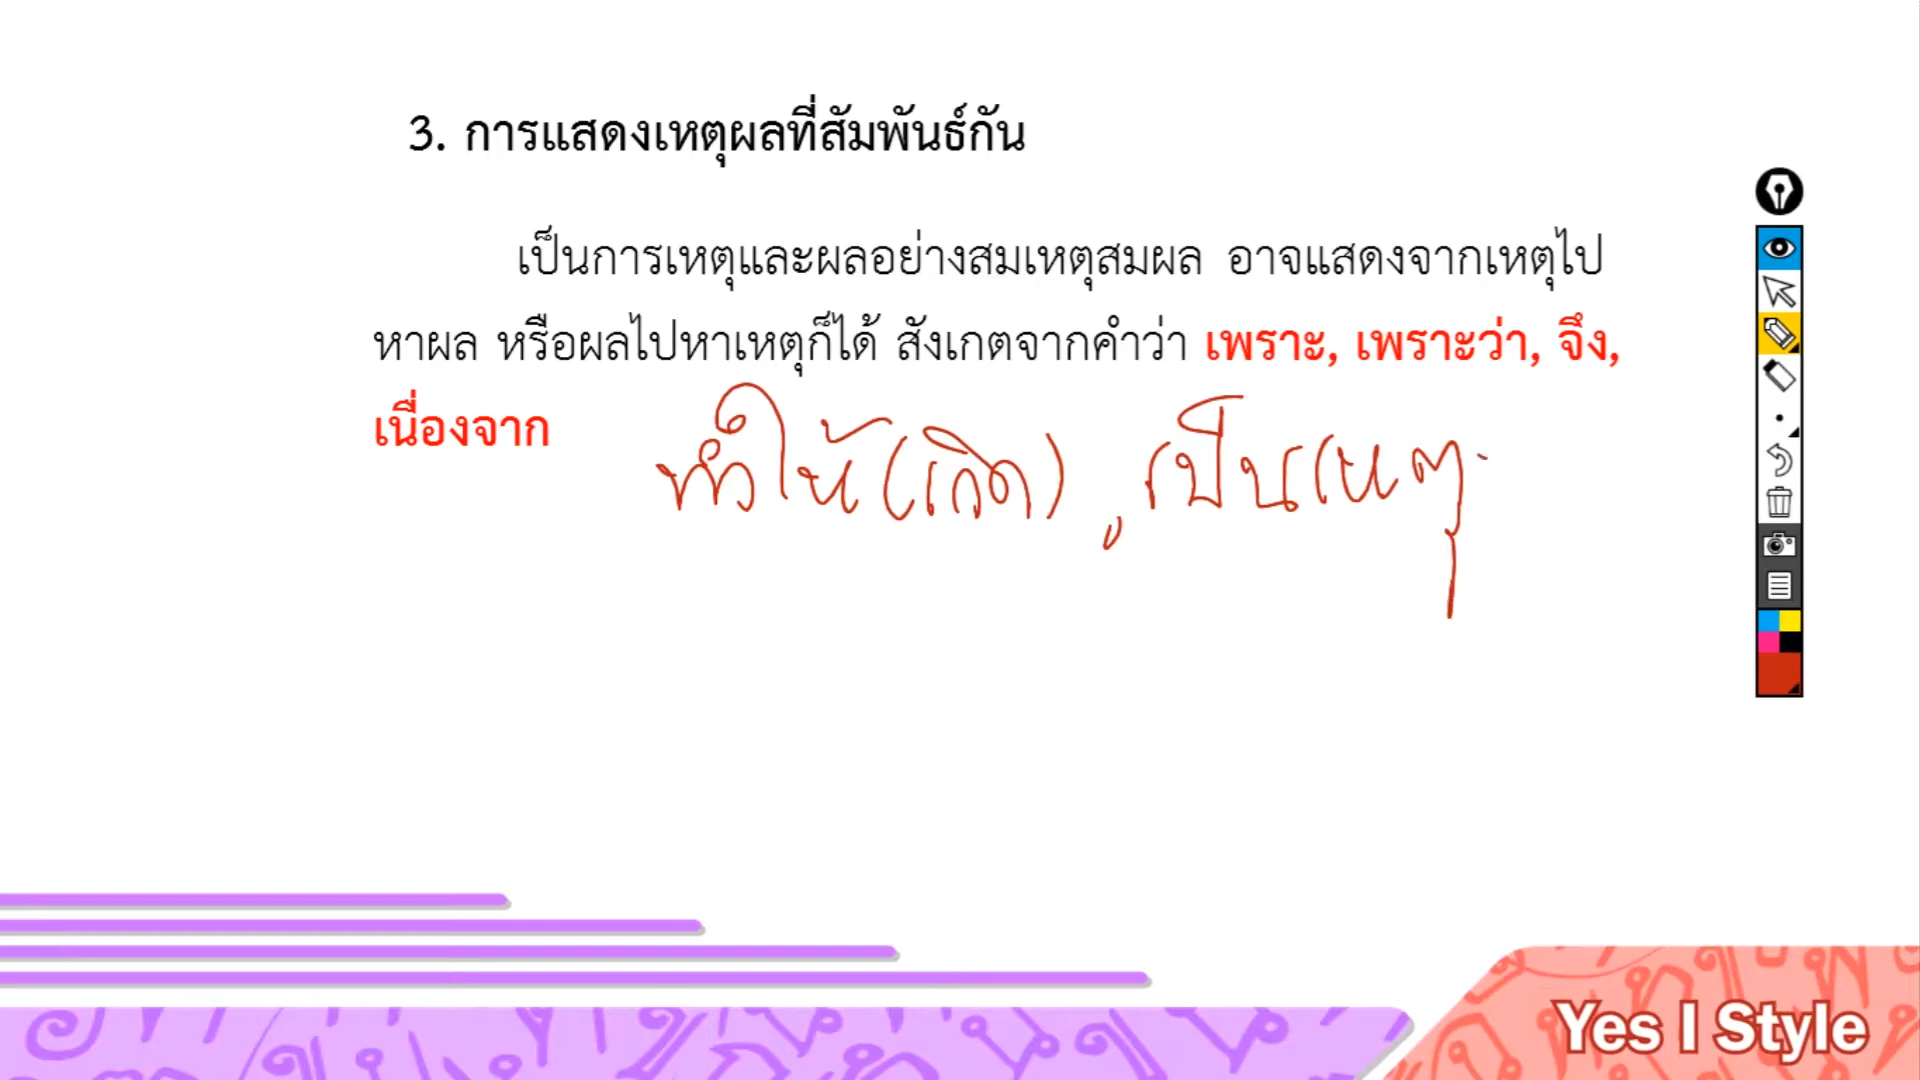 3. การแสดงเหตุผลที่สัมพันธ์กัน
เป็นการเหตุและผลอย่างสมเหตุสมผล อาจแสดงจากเหตุไป
หาผล หรือผลไปหาเหตุก็ได้ สังเกตจากคำว่า เพราะ, เพราะว่า, จึง,
เนื่องจาก
ทำให้(เกิด) , เป็นเหตุ
Yes I Style